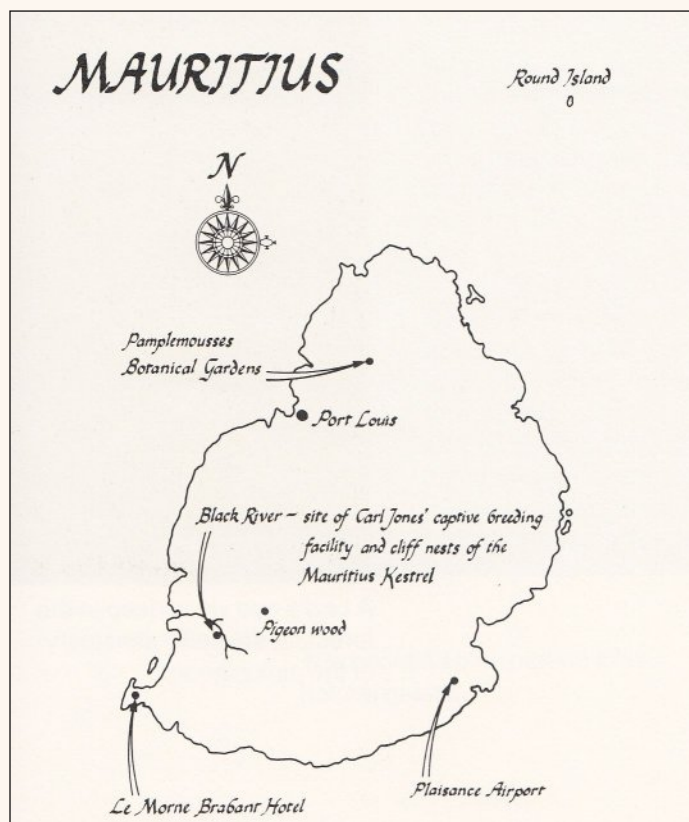 MAURITIUS
Round Island
N
Pamplemousses
Botanical Gardens
Port Louis
Black River – site of Carl Jones' captive breeding
facility and cliff nests of the
Mauritius Kestrel
Pigeon wood
Plaisance Airport
Le Morne Brabant Hotel